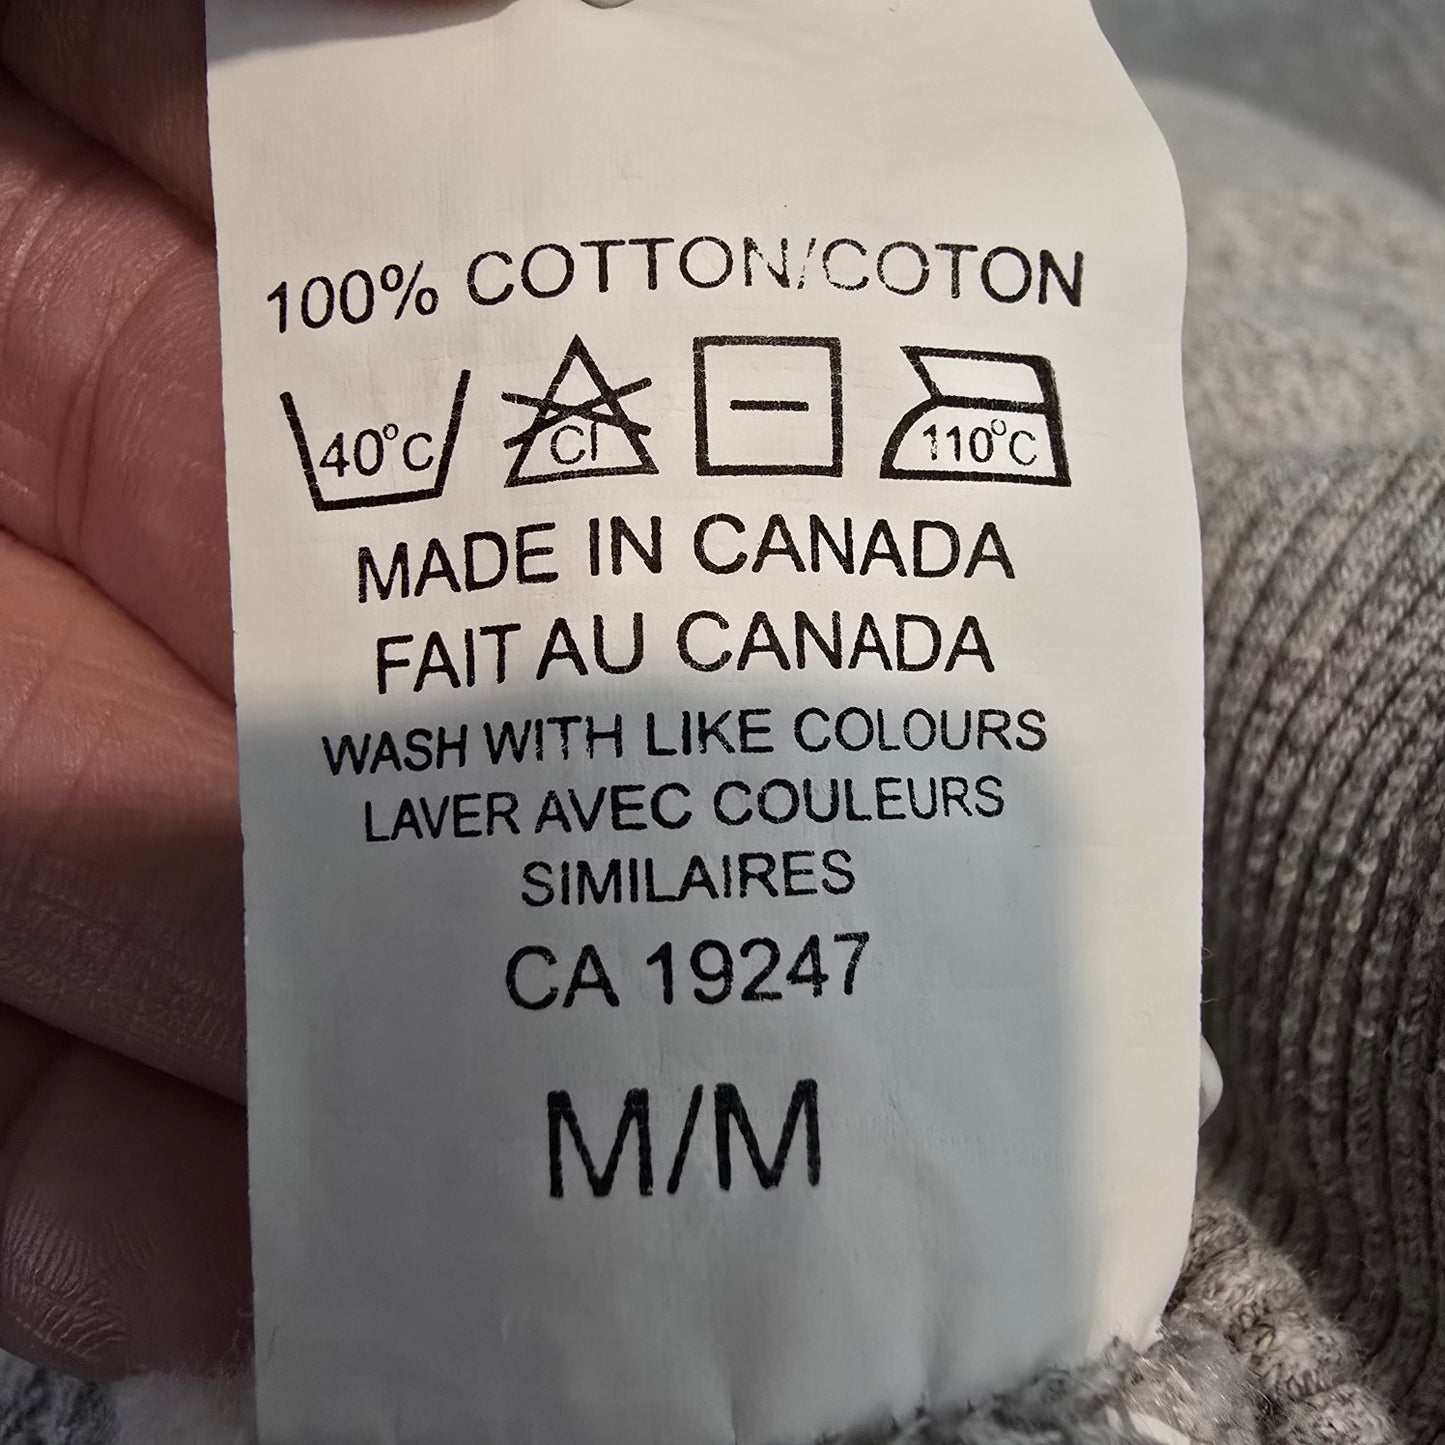 100% COTTON/COTON
40°C Cl 110°C
MADE IN CANADA
FAIT AU CANADA
WASH WITH LIKE COLOURS
LAVER AVEC COULEURS
SIMILAIRES
CA 19247
M/M